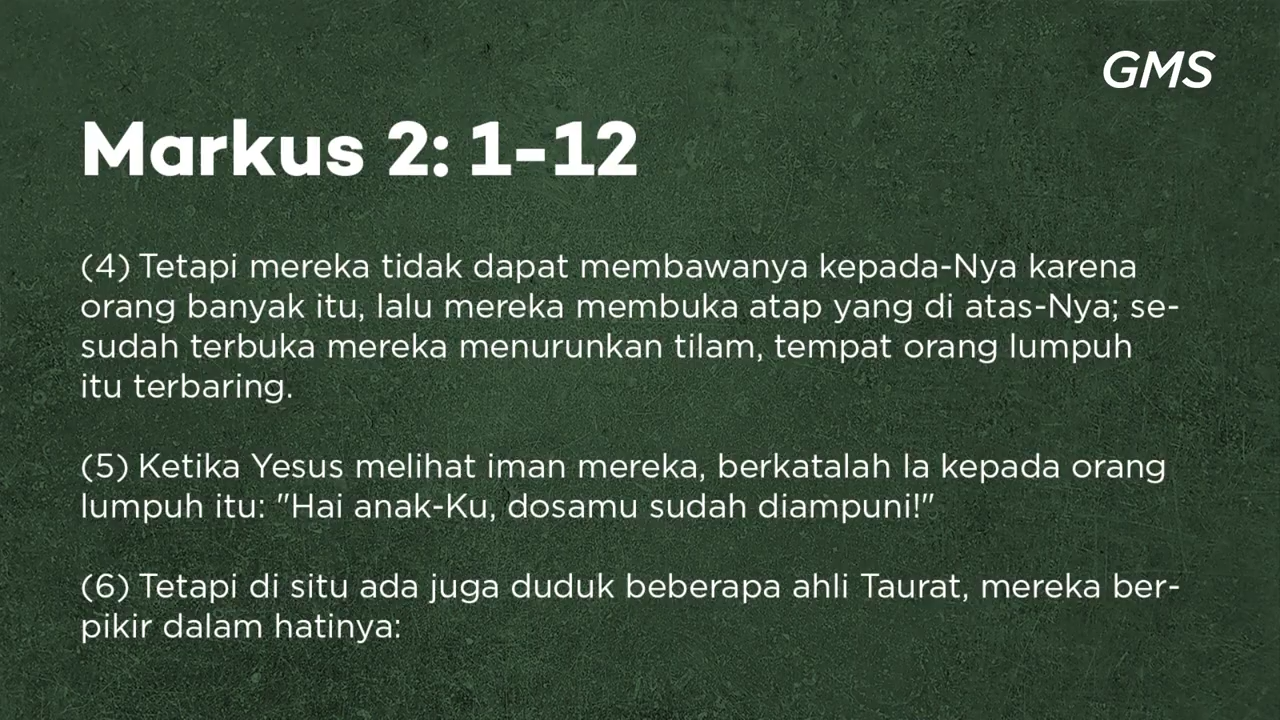 GMS
Markus 2: 1-12
(4) Tetapi mereka tidak dapat membawanya kepada-Nya karena
orang banyak itu, lalu mereka membuka atap yang di atas-Nya; se-
sudah terbuka mereka menurunkan tilam, tempat orang lumpuh
itu terbaring.
(5) Ketika Yesus melihat iman mereka, berkatalah Ia kepada orang
lumpuh itu: "Hai anak-Ku, dosamu sudah diampuni!"
(6) Tetapi di situ ada juga duduk beberapa ahli Taurat, mereka ber-
pikir dalam hatinya: